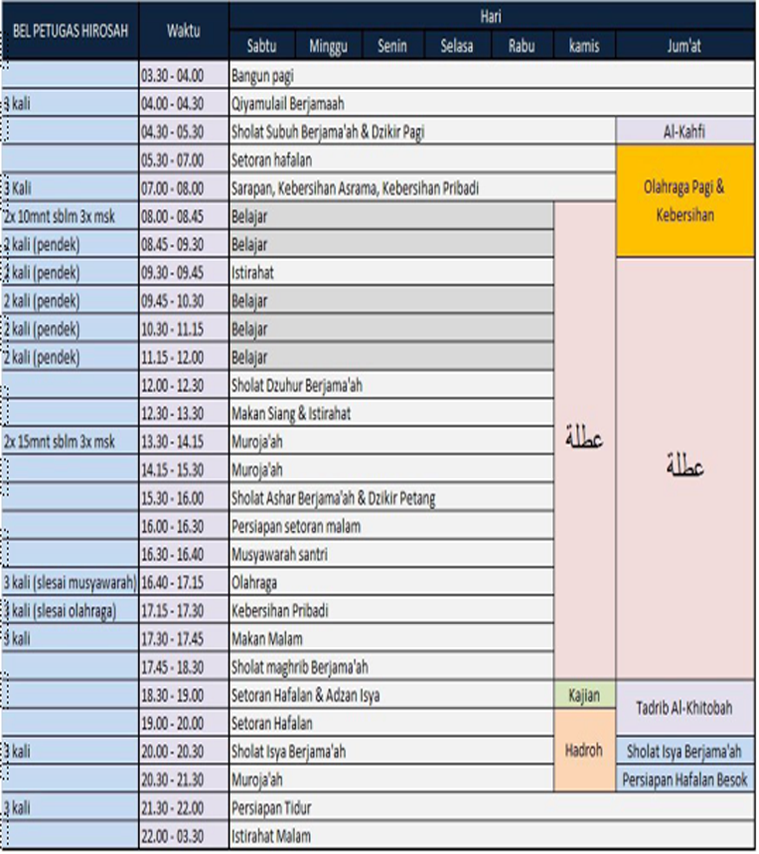 BEL PETUGAS HIROSAH Waktu Hari
Sabtu Minggu Senin Selasa Rabu kamis Jum'at
03.30 - 04.00 Bangun pagi
3 kali 04.00 - 04.30 Qiyamulail Berjamaah
04.30 - 05.30 Sholat Subuh Berjama'ah & Dzikir Pagi Al-Kahfi
05.30 - 07.00 Setoran hafalan
3 Kali 07.00 - 08.00 Sarapan, Kebersihan Asrama, Kebersihan Pribadi
Olahraga Pagi &
Kebersihan
2x 10mnt sblm 3x msk 08.00 - 08.45 Belajar
2 kali (pendek) 08.45 - 09.30 Belajar
2 kali (pendek) 09.30 - 09.45 Istirahat
2 kali (pendek) 09.45 - 10.30 Belajar
2 kali (pendek) 10.30 - 11.15 Belajar
2 kali (pendek) 11.15 - 12.00 Belajar
12.00 - 12.30 Sholat Dzuhur Berjama'ah
12.30 - 13.30 Makan Siang & Istirahat
2x 15mnt sblm 3x msk 13.30 - 14.15 Muroja'ah عطلة
14.15 - 15.30 Muroja'ah عطلة
15.30 - 16.00 Sholat Ashar Berjama'ah & Dzikir Petang
16.00 - 16.30 Persiapan setoran malam
16.30 - 16.40 Musyawarah santri
3 kali (slesai musyawarah) 16.40 - 17.15 Olahraga
3 kali (slesai olahraga) 17.15 - 17.30 Kebersihan Pribadi
3 kali 17.30 - 17.45 Makan Malam
17.45 - 18.30 Sholat maghrib Berjama'ah
18.30 - 19.00 Setoran Hafalan & Adzan Isya Kajian Tadrib Al-Khitobah
19.00 - 20.00 Setoran Hafalan
3 kali 20.00 - 20.30 Sholat Isya Berjama'ah Hadroh Sholat Isya Berjama'ah
20.30 - 21.30 Muroja'ah Persiapan Hafalan Besok
3 kali 21.30 - 22.00 Persiapan Tidur
22.00 - 03.30 Istirahat Malam